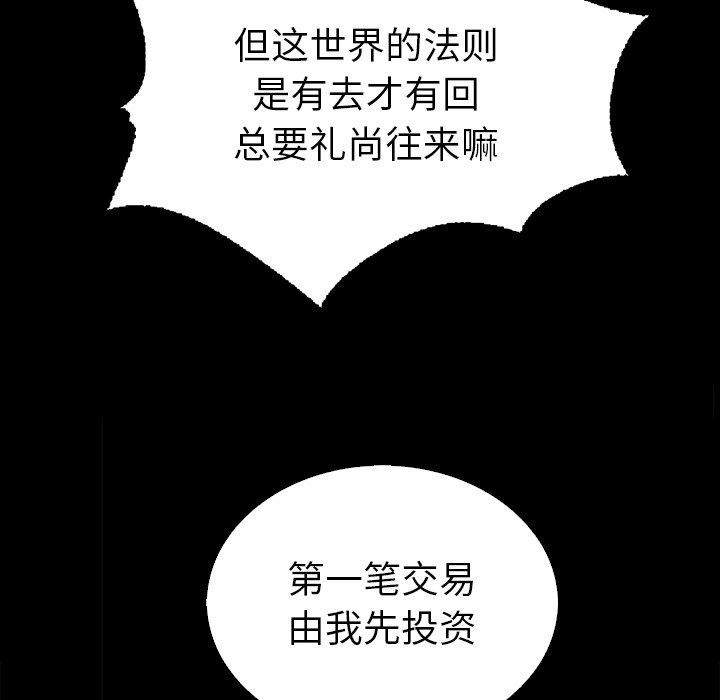 但这世界的法则
是有去才有回
总要礼尚往来嘛
第一笔交易
由我先投资